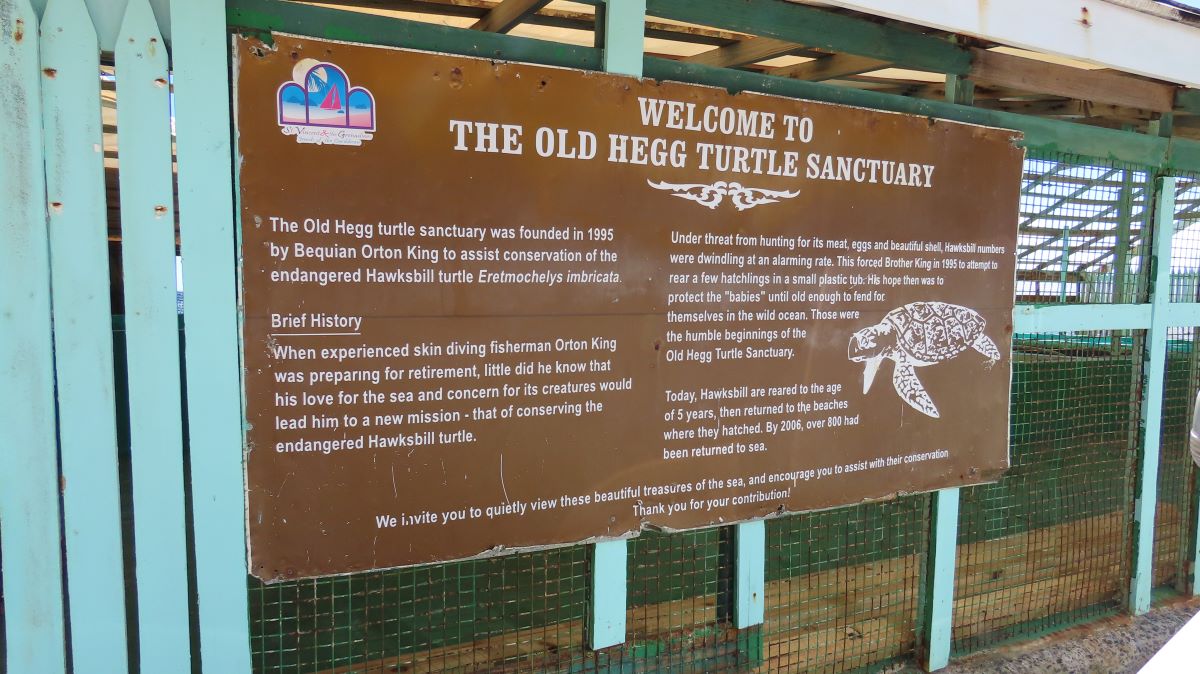 St. Vincent & the Grenadines
WELCOME TO
THE OLD HEGG TURTLE SANCTUARY
The Old Hegg turtle sanctuary was founded in 1995
by Bequian Orton King to assist conservation of the
endangered Hawksbill turtle Eretmochelys imbricata.
Brief History
When experienced skin diving fisherman Orton King
was preparing for retirement, little did he know that
his love for the sea and concern for its creatures would
lead him to a new mission - that of conserving the
endangered Hawksbill turtle.
Under threat from hunting for its meat, eggs and beautiful shell, Hawksbill numbers
were dwindling at an alarming rate. This forced Brother King in 1995 to attempt to
rear a few hatchlings in a small plastic tub. His hope then was to
protect the "babies" until old enough to fend for
themselves in the wild ocean. Those were
the humble beginnings of the
Old Hegg Turtle Sanctuary.
Today, Hawksbill are reared to the age
of 5 years, then returned to the beaches
where they hatched. By 2006, over 800 had
been returned to sea.
We invite you to quietly view these beautiful treasures of the sea, and encourage you to assist with their conservation
Thank you for your contribution!